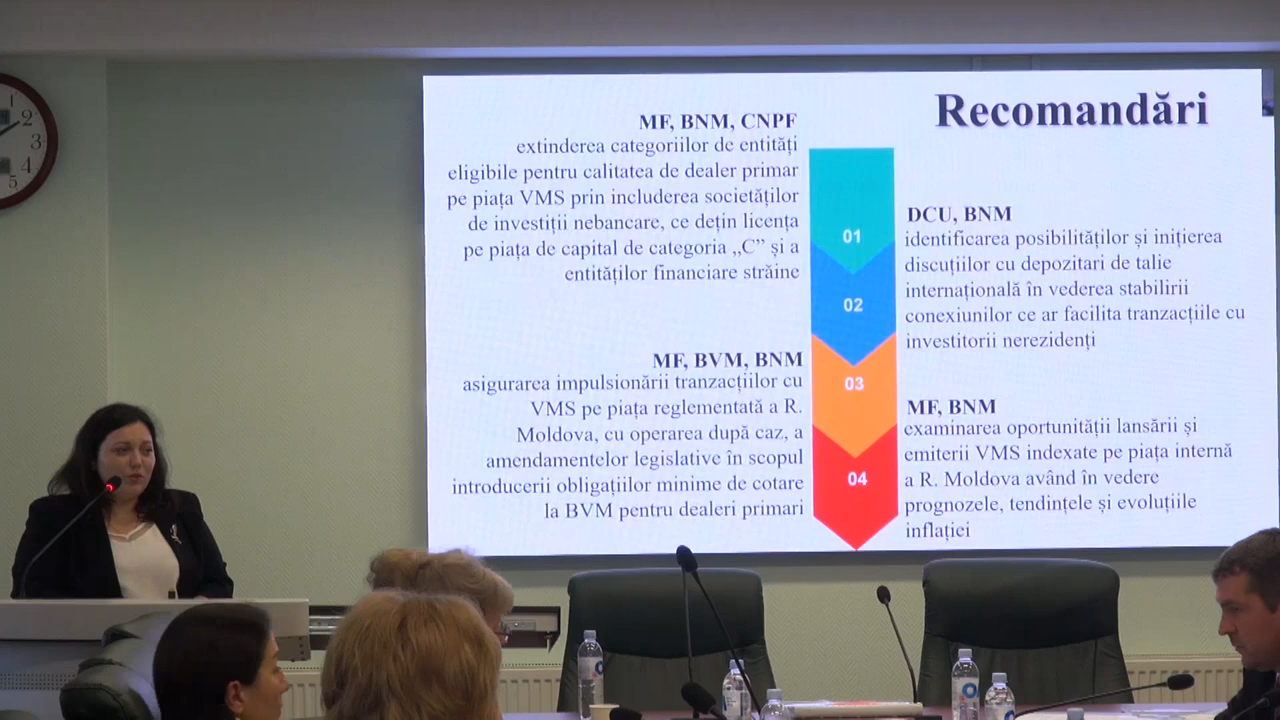 Recomandări
MF, BNM, CNPF
extinderea categoriilor de entități
eligibile pentru calitatea de dealer primar
pe piața VMS prin includerea societăților
de investiții nebancare, ce dețin licența
pe piața de capital de categoria ,,C” și a
entităților financiare străine
01
DCU, BNM
identificarea posibilităților și inițierea
discuțiilor cu depozitari de talie
internațională în vederea stabilirii
conexiunilor ce ar facilita tranzacțiile cu
investitorii nerezidenți
02
MF, BVM, BNM
asigurarea impulsionării tranzacțiilor cu
VMS pe piața reglementată a R.
Moldova, cu operarea după caz, a
amendamentelor legislative în scopul
introducerii obligațiilor minime de cotare
la BVM pentru dealeri primari
03
MF, BNM
examinarea oportunității lansării și
emiterii VMS indexate pe piața internă
a R. Moldova având în vedere
prognozele, tendințele și evoluțiile
inflației
04
1
2
3
4
5